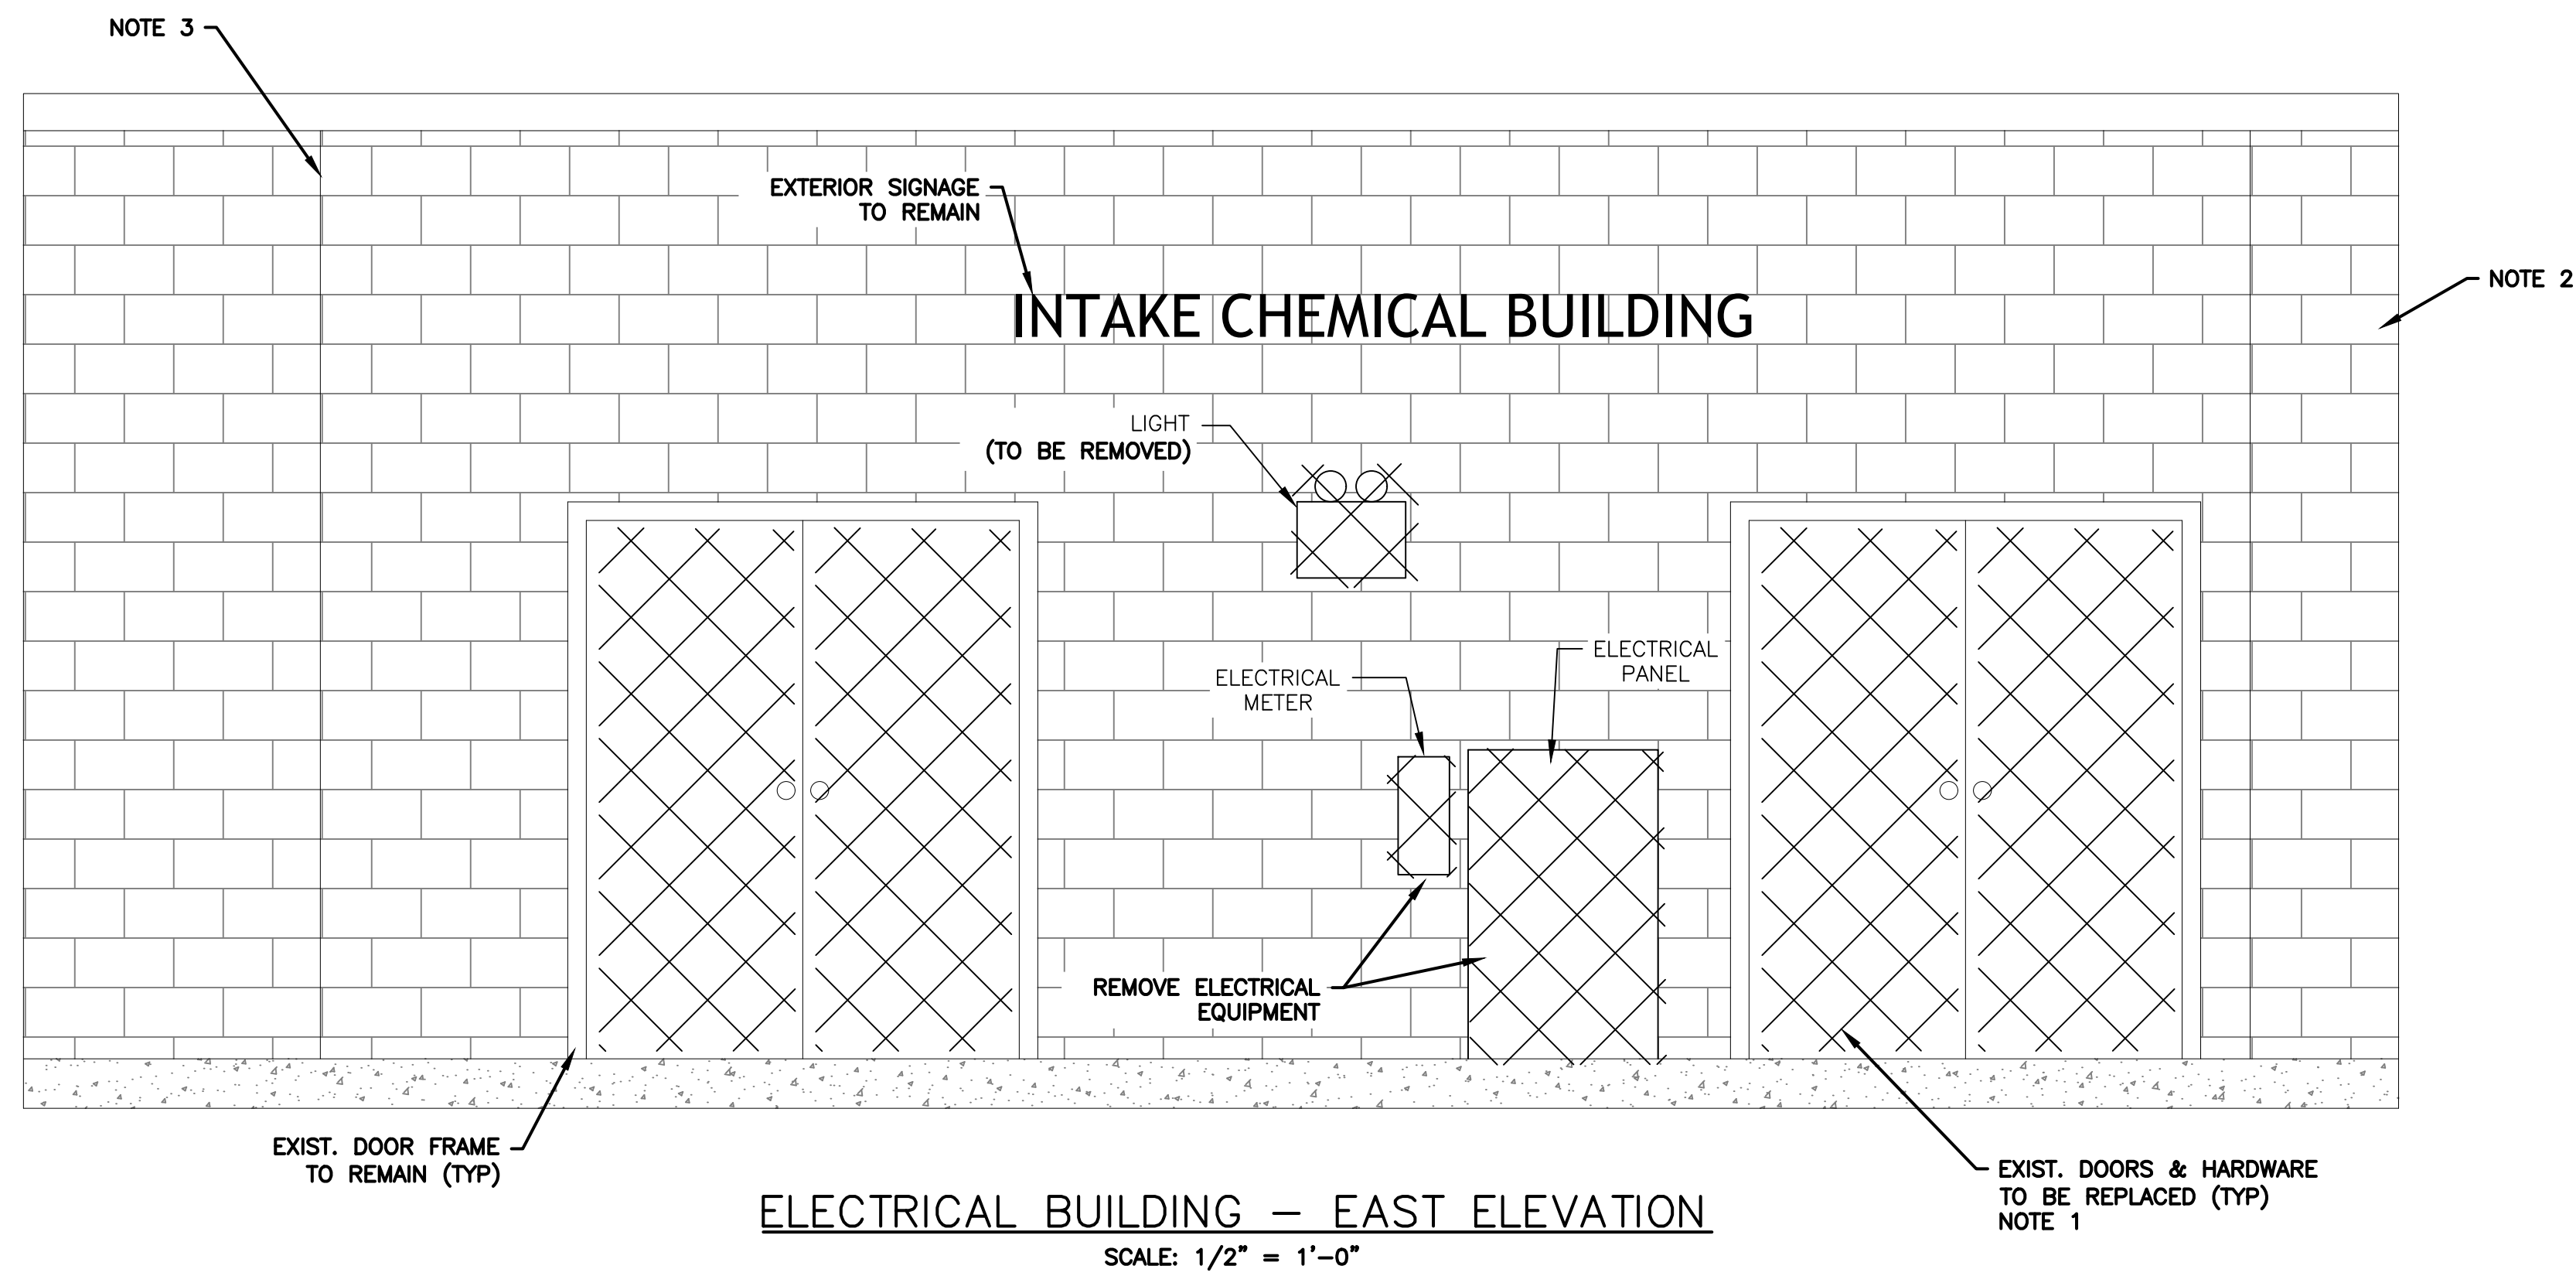 NOTE 3
EXTERIOR SIGNAGE
TO REMAIN
NOTE 2
INTAKE CHEMICAL BUILDING
LIGHT
(TO BE REMOVED)
ELECTRICAL
PANEL
ELECTRICAL
METER
REMOVE ELECTRICAL
EQUIPMENT
EXIST. DOOR FRAME
TO REMAIN (TYP)
EXIST. DOORS & HARDWARE
TO BE REPLACED (TYP)
NOTE 1
ELECTRICAL BUILDING – EAST ELEVATION
SCALE: 1/2" = 1'-0"